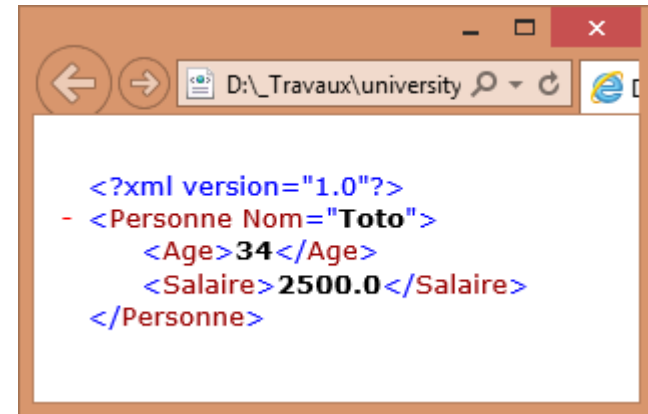 D:\_Travaux\university
<?xml version="1.0"?>
- <Personne Nom="Toto">
<Age>34</Age>
<Salaire>2500.0</Salaire>
</Personne>